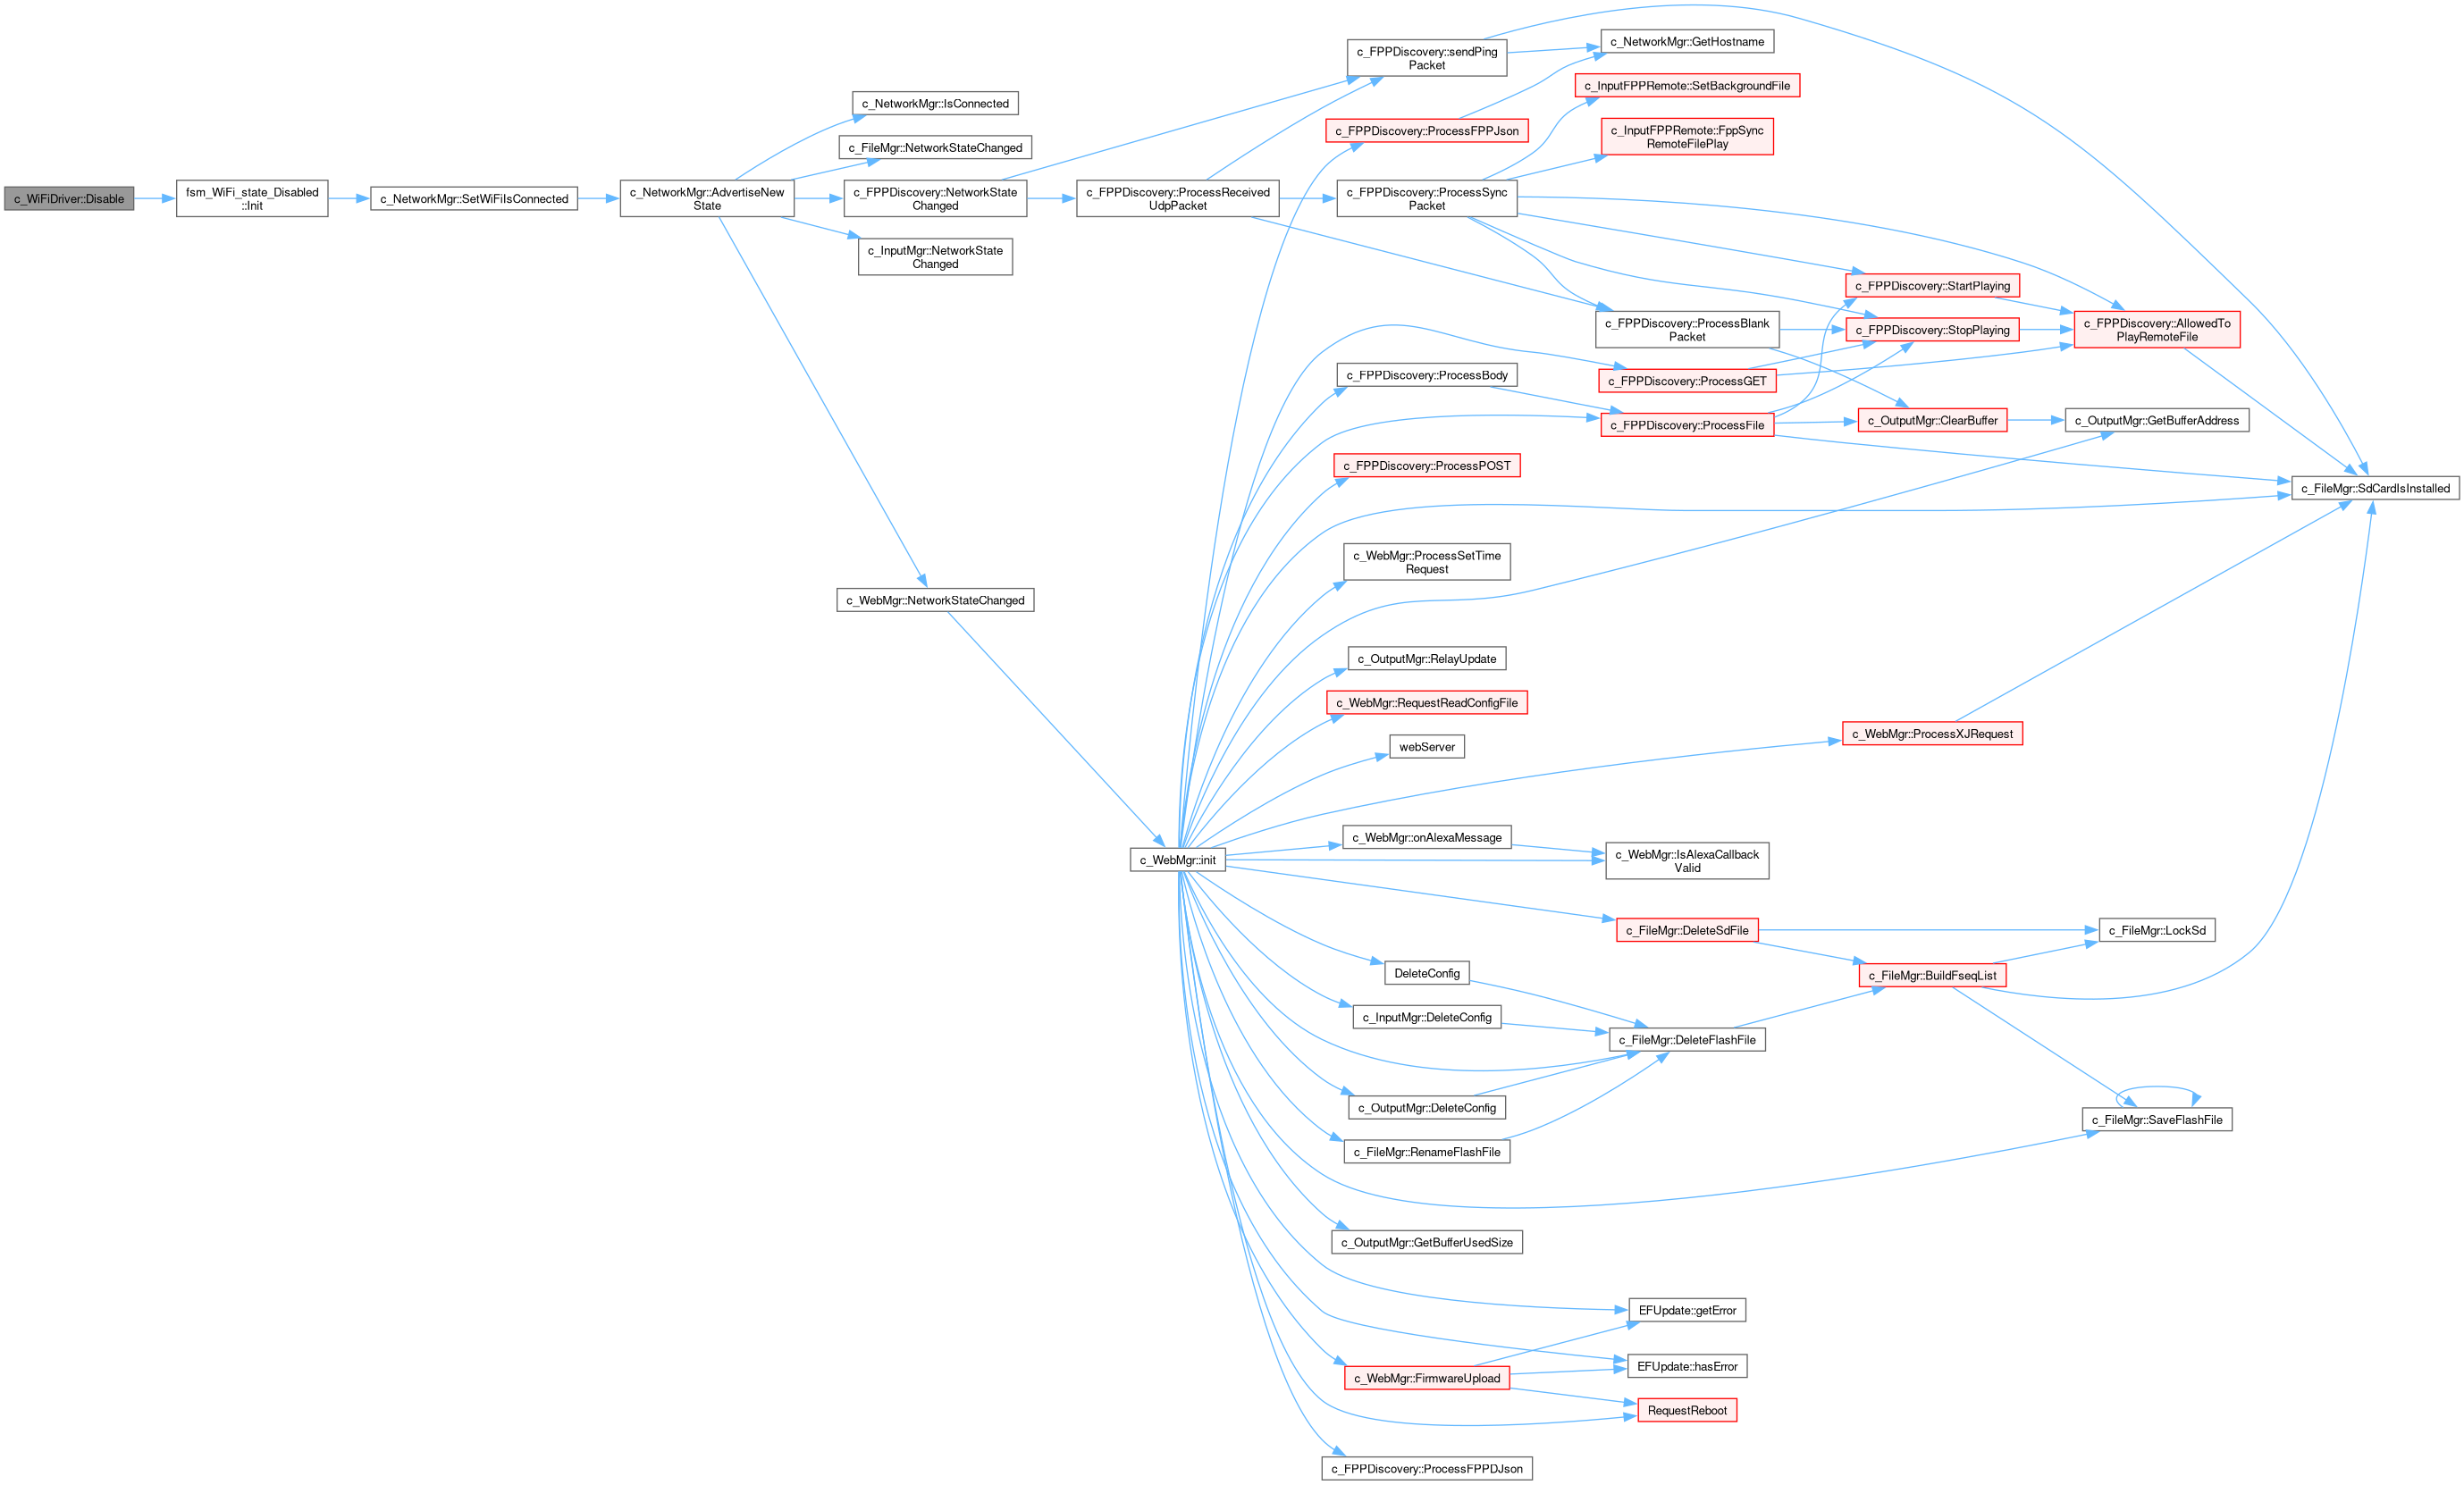 c_WiFiDriver::Disable
fsm_WiFi_state_Disabled
::Init
c_NetworkMgr::SetWiFiIsConnected
c_NetworkMgr::AdvertiseNew
State
c_NetworkMgr::IsConnected
c_FileMgr::NetworkStateChanged
c_FPPDiscovery::NetworkState
Changed
c_InputMgr::NetworkState
Changed
c_WebMgr::NetworkStateChanged
c_FPPDiscovery::ProcessReceived
UdpPacket
c_WebMgr::init
c_FPPDiscovery::sendPing
Packet
c_FPPDiscovery::ProcessFPPJson
c_FPPDiscovery::ProcessSync
Packet
c_FPPDiscovery::ProcessBody
c_FPPDiscovery::ProcessPOST
c_WebMgr::ProcessSetTime
Request
c_OutputMgr::RelayUpdate
c_WebMgr::RequestReadConfigFile
webServer
c_WebMgr::onAlexaMessage
DeleteConfig
c_InputMgr::DeleteConfig
c_OutputMgr::DeleteConfig
c_FileMgr::RenameFlashFile
c_OutputMgr::GetBufferUsedSize
c_WebMgr::FirmwareUpload
c_FPPDiscovery::ProcessFPPDJson
c_NetworkMgr::GetHostname
c_InputFPPRemote::SetBackgroundFile
c_InputFPPRemote::FppSync
RemoteFilePlay
c_FPPDiscovery::ProcessBlank
Packet
c_FPPDiscovery::ProcessGET
c_FPPDiscovery::ProcessFile
c_WebMgr::IsAlexaCallback
Valid
c_FileMgr::DeleteSdFile
c_FileMgr::DeleteFlashFile
EFUpdate::getError
EFUpdate::hasError
RequestReboot
c_FPPDiscovery::StartPlaying
c_FPPDiscovery::StopPlaying
c_OutputMgr::ClearBuffer
c_WebMgr::ProcessXJRequest
c_FileMgr::BuildFseqList
c_FPPDiscovery::AllowedTo
PlayRemoteFile
c_OutputMgr::GetBufferAddress
c_FileMgr::LockSd
c_FileMgr::SaveFlashFile
c_FileMgr::SdCardIsInstalled